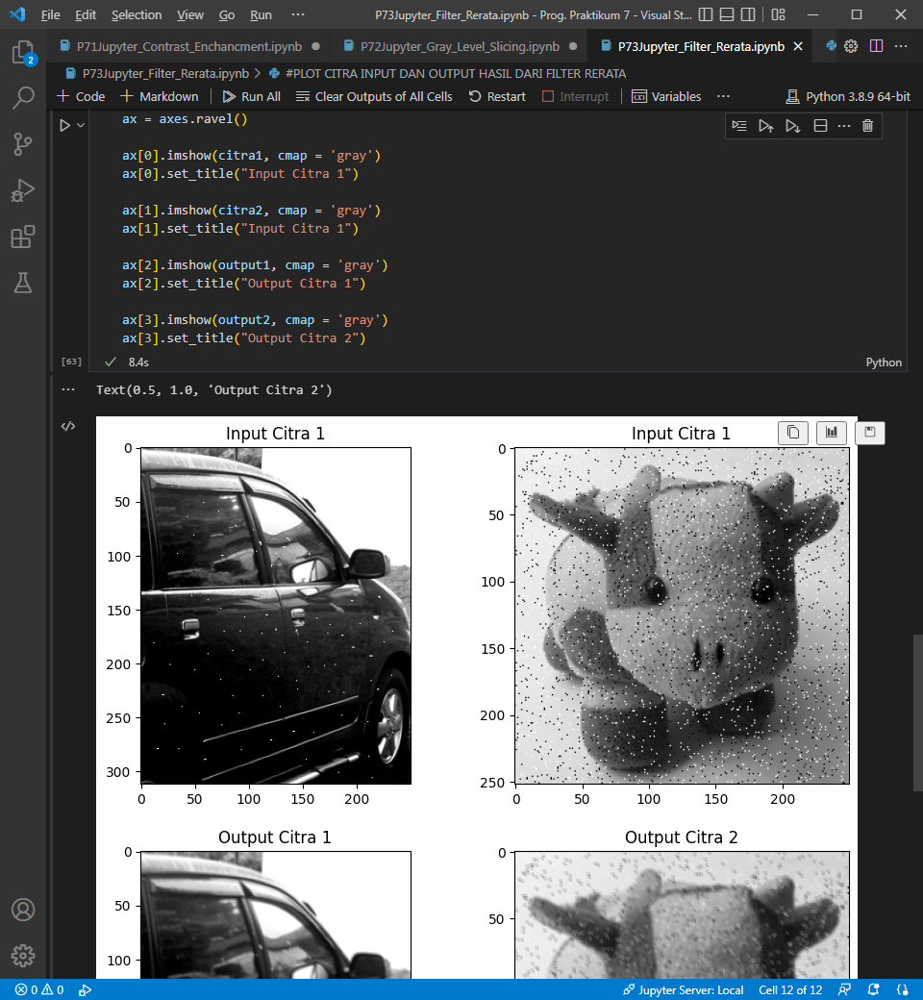 File Edit Selection View Go Run ··· P73Jupyter_Filter_Rerata.ipynb - Prog. Praktikum 7 - Visual St...
2
P71Jupyter_Contrast_Enchancment.ipynb P72Jupyter_Gray_Level_Slicing.ipynb P73Jupyter_Filter_Rerata.ipynb
P73Jupyter_Filter_Rerata.ipynb > #PLOT CITRA INPUT DAN OUTPUT HASIL DARI FILTER RERATA
Code Markdown Run All Clear Outputs of All Cells Restart Interrupt Variables ··· Python 3.8.9 64-bit
ax = axes.ravel()
ax[0].imshow(citra1, cmap = 'gray')
ax[0].set_title("Input Citra 1")
ax[1].imshow(citra2, cmap = 'gray')
ax[1].set_title("Input Citra 1")
ax[2].imshow(output1, cmap = 'gray')
ax[2].set_title("Output Citra 1")
ax[3].imshow(output2, cmap = 'gray')
ax[3].set_title("Output Citra 2")
[63] 8.4s Python
Text(0.5, 1.0, 'Output Citra 2')
Input Citra 1
0
50
100
150
200
250
300
0 50 100 150 200
Input Citra 1
0
50
100
150
200
250
0 50 100 150 200
Output Citra 1
0
50
100
Output Citra 2
0
50
0 0 Jupyter Server: Local Cell 12 of 12